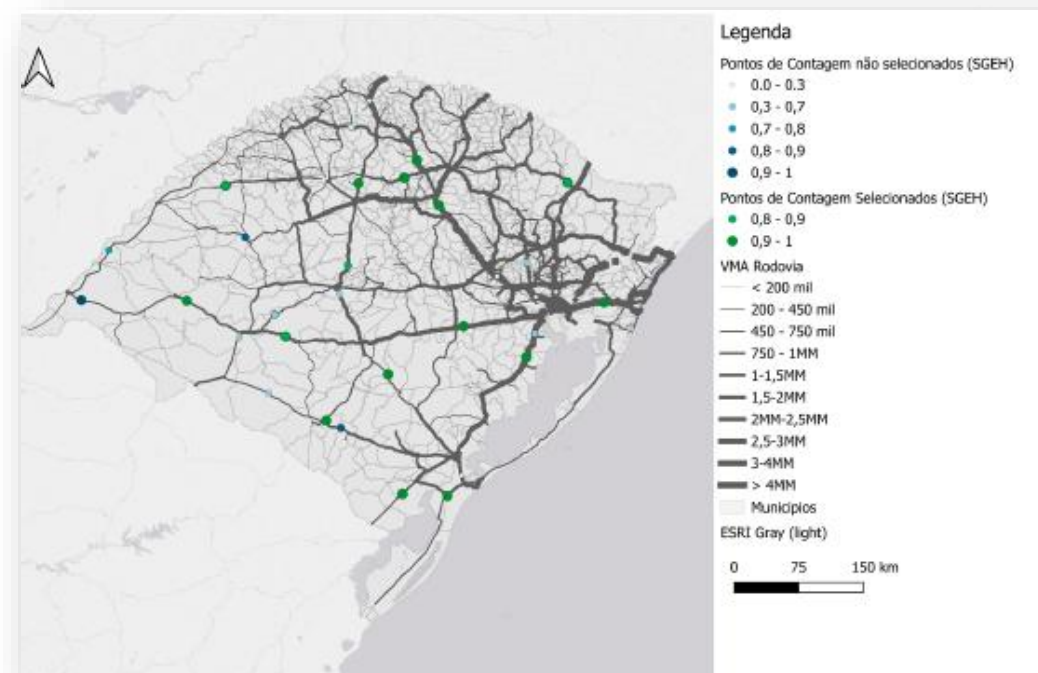 Legenda
Pontos de Contagem não selecionados (SGEH)
0.0 - 0.3
0,3 - 0,7
0,7 - 0,8
0,8 - 0,9
0,9 - 1
Pontos de Contagem Selecionados (SGEH)
0,8 - 0,9
0,9 - 1
VMA Rodovia
< 200 mil
200 - 450 mil
450 - 750 mil
750 - 1MM
1-1,5MM
1,5-2MM
2MM-2,5MM
2,5-3MM
3-4MM
> 4MM
Municípios
ESRI Gray (light)
0 75 150 km